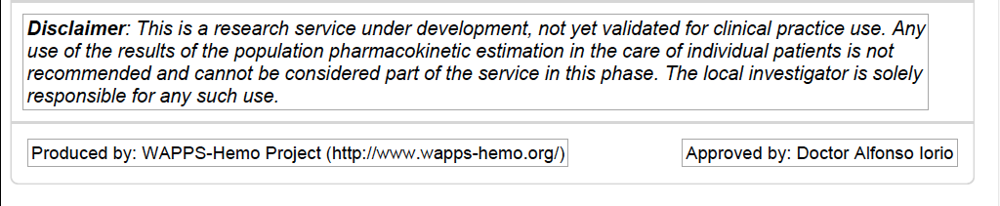 Disclaimer: This is a research service under development, not yet validated for clinical practice use. Any
use of the results of the population pharmacokinetic estimation in the care of individual patients is not
recommended and cannot be considered part of the service in this phase. The local investigator is solely
responsible for any such use.
Produced by: WAPPS-Hemo Project (http://www.wapps-hemo.org/)
Approved by: Doctor Alfonso Iorio